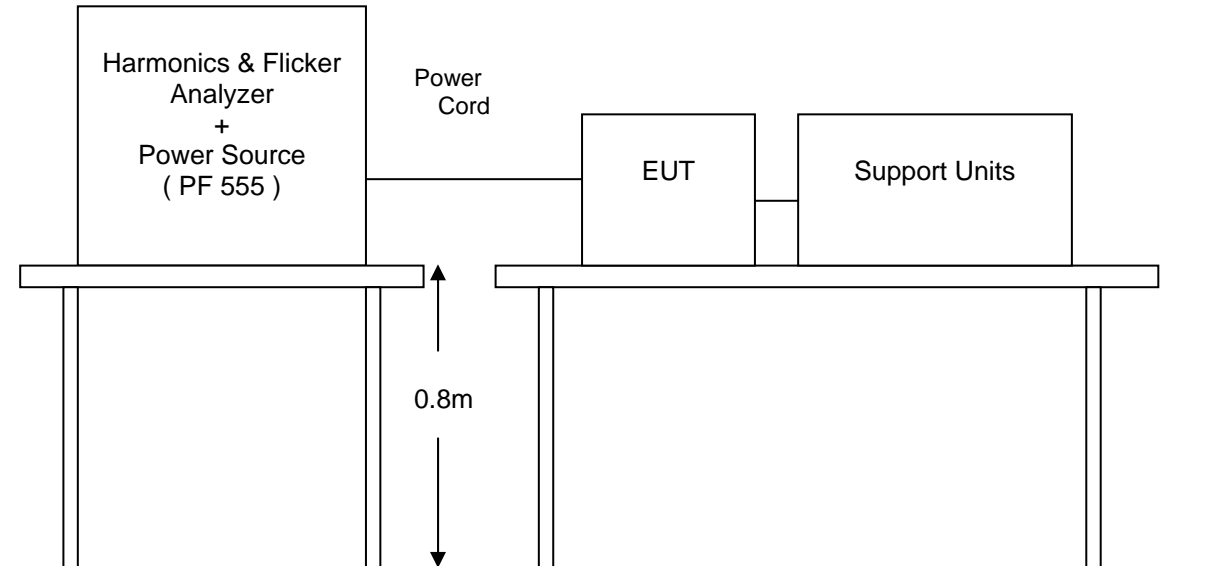 Harmonics & Flicker
Analyzer
+
Power Source
( PF 555 )
Power
Cord
EUT
Support Units
0.8m